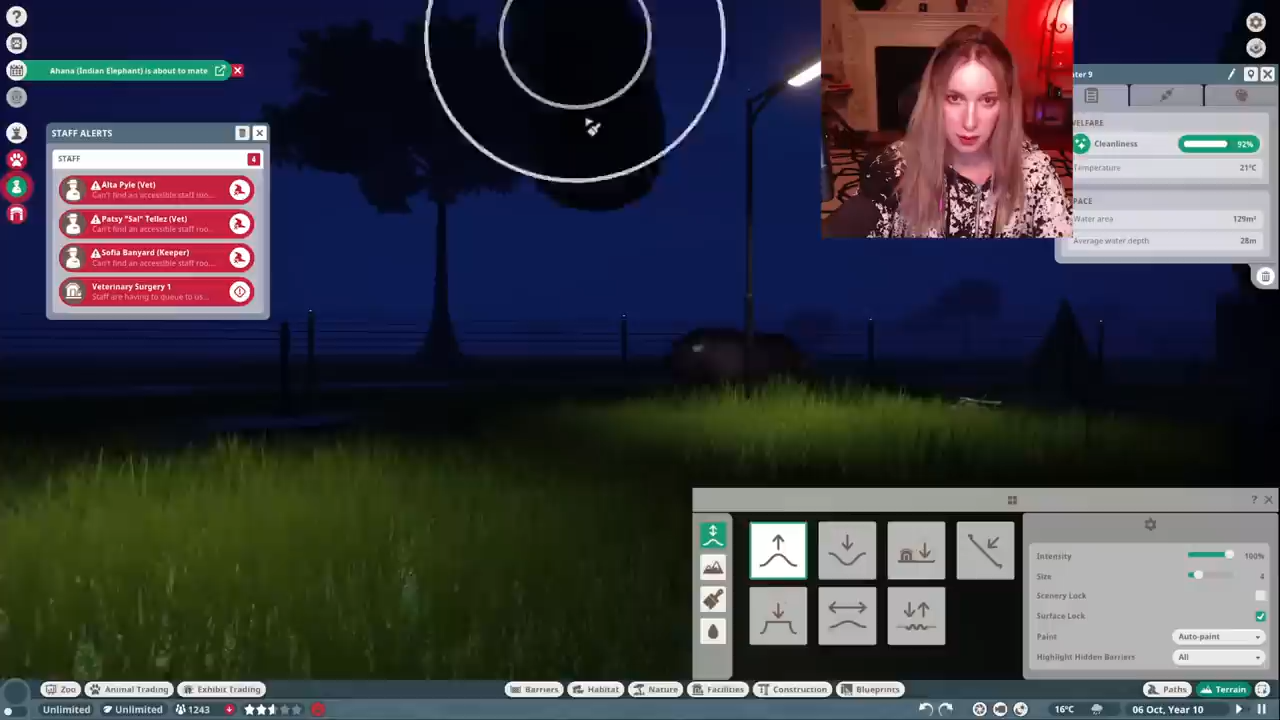 Ahana (Indian Elephant) is about to mate
STAFF ALERTS
STAFF 4
Alta Pyle (Vet)
Can't find an accessible staff roo...
Patsy "Sal" Tellez (Vet)
Can't find an accessible staff roo...
Sofia Banyard (Keeper)
Can't find an accessible staff roo...
Veterinary Surgery 1
Staff are having to queue to us...
ater 9
WELFARE
Cleanliness 92%
Temperature 21°C
PACE
Water area 129m²
Average water depth 28m
Intensity 100%
Size 4
Scenery Lock
Surface Lock
Paint Auto-paint
Highlight Hidden Barriers All
Zoo Animal Trading Exhibit Trading Barriers Habitat Nature Facilities Construction Blueprints Paths Terrain
Unlimited Unlimited 1243 16°C 06 Oct, Year 10